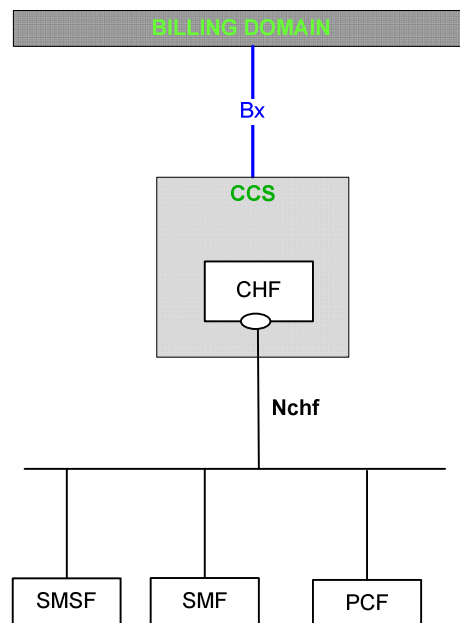 BILLING DOMAIN
Bx
CCS
CHF
Nchf
SMSF
SMF
PCF